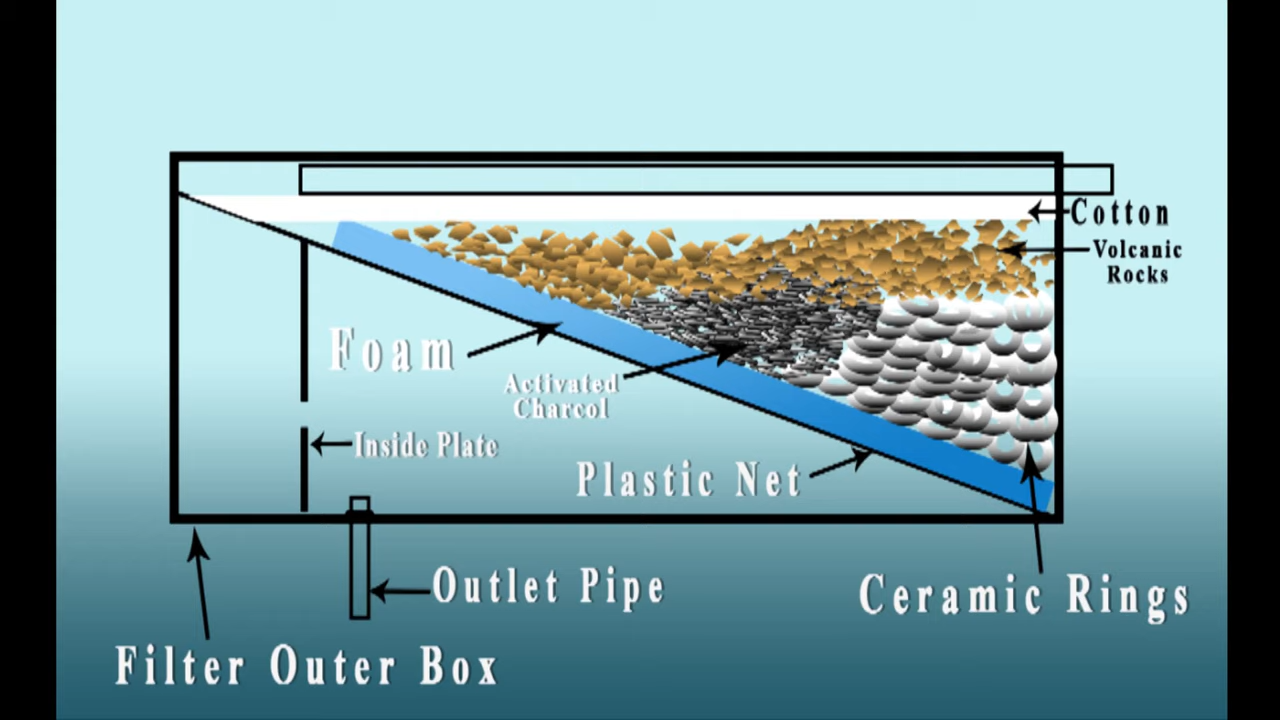 Cotton
Volcanic
Rocks
Foam
Activated
Charcol
Inside Plate
Plastic Net
Outlet Pipe
Ceramic Rings
Filter Outer Box